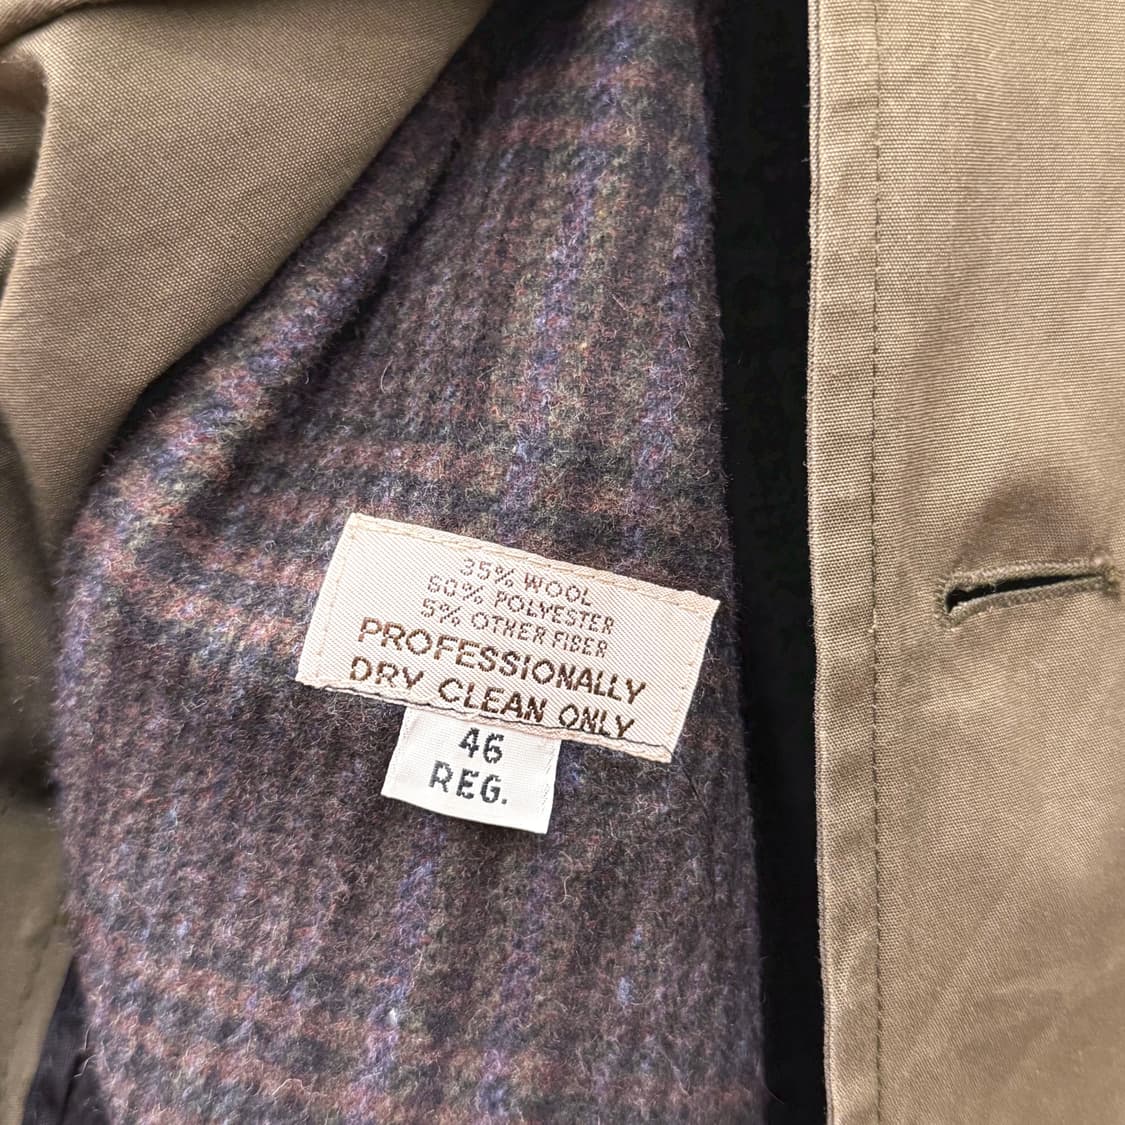 35% WOOL
60% POLYESTER
5% OTHER FIBER
PROFESSIONALLY
DRY CLEAN ONLY
46
REG.